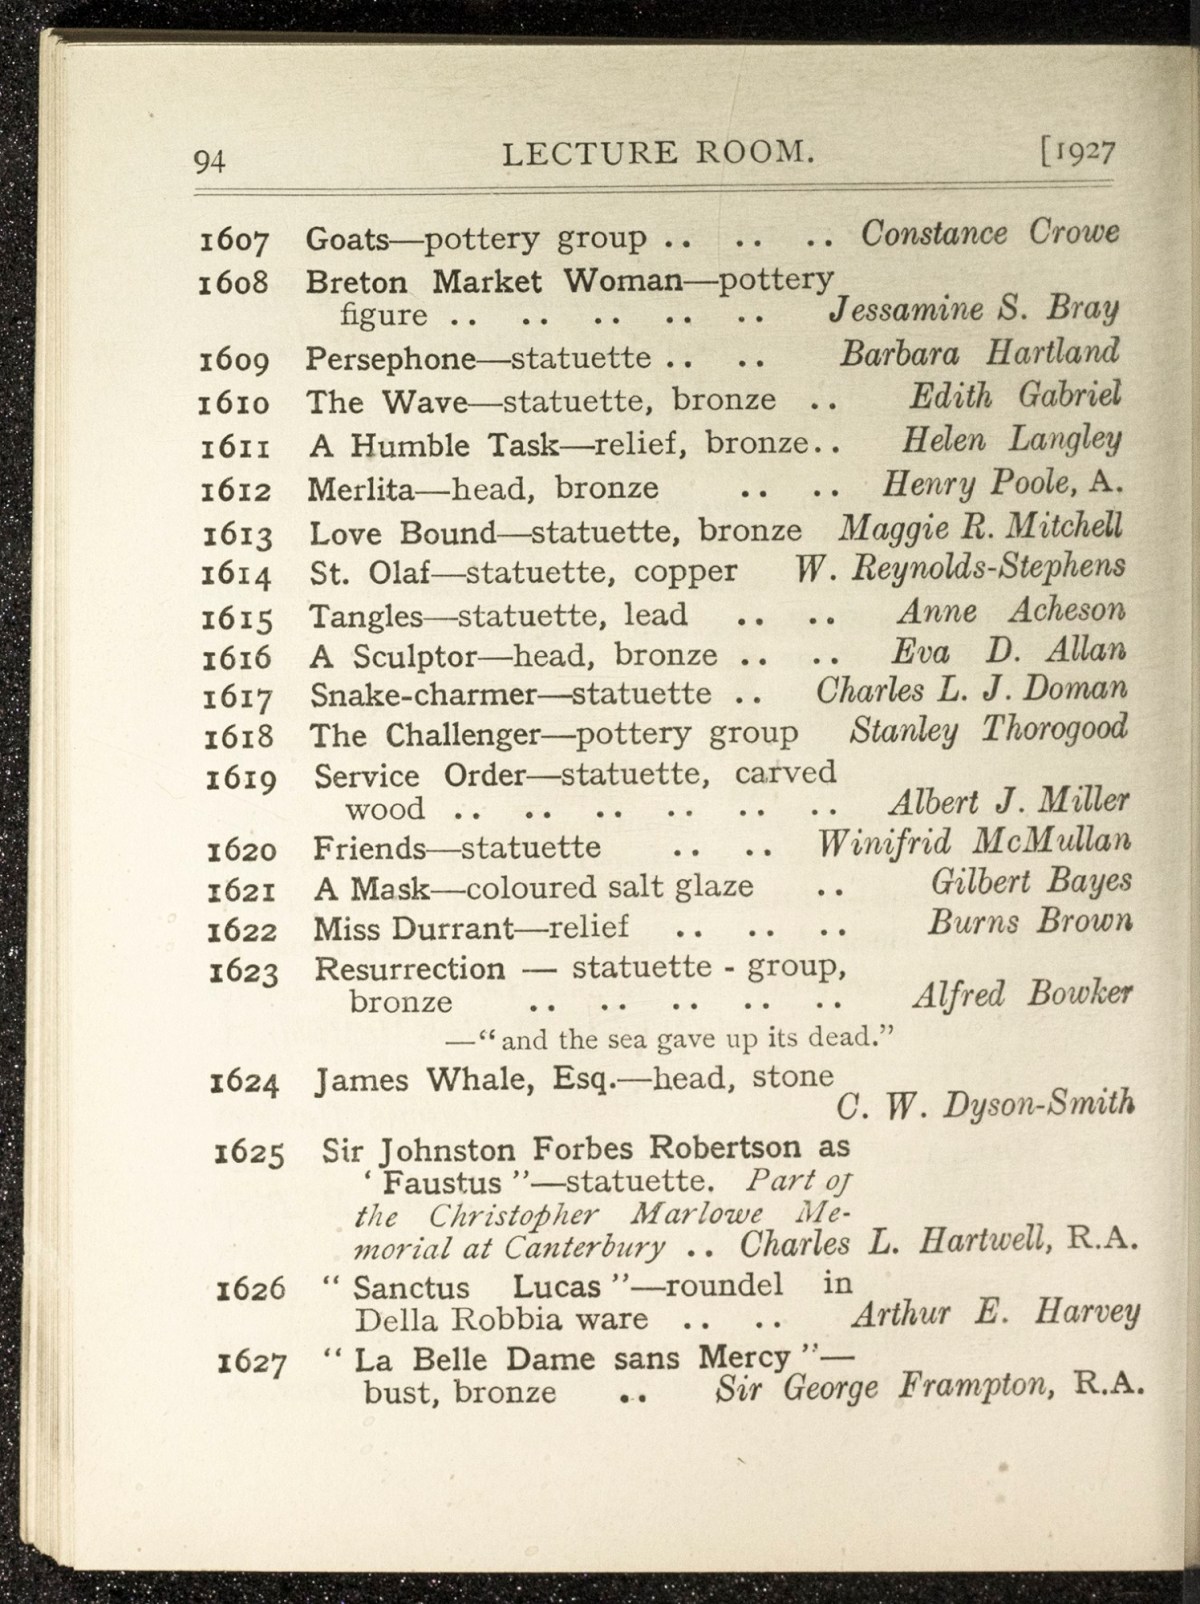 94 LECTURE ROOM. [1927
1607 Goats—pottery group .. .. .. Constance Crowe
1608 Breton Market Woman—pottery
figure .. .. .. .. .. Jessamine S. Bray
1609 Persephone—statuette .. .. Barbara Hartland
1610 The Wave—statuette, bronze .. Edith Gabriel
1611 A Humble Task—relief, bronze.. Helen Langley
1612 Merlita—head, bronze .. .. Henry Poole, A.
1613 Love Bound—statuette, bronze Maggie R. Mitchell
1614 St. Olaf—statuette, copper W. Reynolds-Stephens
1615 Tangles—statuette, lead .. .. Anne Acheson
1616 A Sculptor—head, bronze .. .. Eva D. Allan
1617 Snake-charmer—statuette .. Charles L. J. Doman
1618 The Challenger—pottery group Stanley Thorogood
1619 Service Order—statuette, carved
wood .. .. .. .. .. .. Albert J. Miller
1620 Friends—statuette .. .. Winifrid McMullan
1621 A Mask—coloured salt glaze .. Gilbert Bayes
1622 Miss Durrant—relief .. .. .. Burns Brown
1623 Resurrection — statuette - group,
bronze .. .. .. .. .. Alfred Bowker
—“and the sea gave up its dead.”
1624 James Whale, Esq.—head, stone
C. W. Dyson-Smith
1625 Sir Johnston Forbes Robertson as
‘ Faustus ”—statuette. Part of
the Christopher Marlowe Me-
morial at Canterbury .. Charles L. Hartwell, R.A.
1626 “ Sanctus Lucas ”—roundel in
Della Robbia ware .. .. Arthur E. Harvey
1627 “ La Belle Dame sans Mercy ”—
bust, bronze .. Sir George Frampton, R.A.